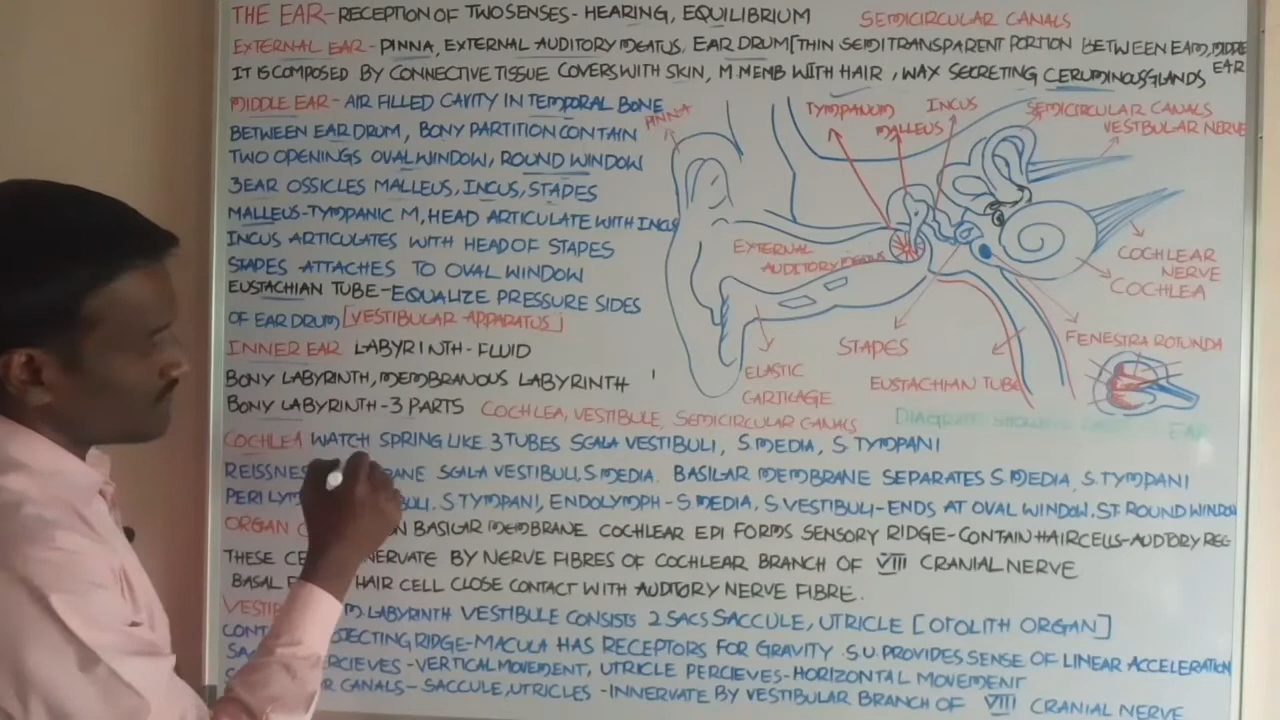 THE EAR-RECEPTION OF TWO SENSES- HEARING, EQUILIBRIUM
SEMICIRCULAR CANALS
EXTERNAL EAR-PINNA, EXTERNAL AUDITORY MEATUS, EAR DRUM [THIN SEMITRANSPARENT PORTION BETWEEN EAM, MIDDLE EAR
IT IS COMPOSED BY CONNECTIVE TISSUE COVERS WITH SKIN, M.MEMB WITH HAIR, WAX SECRETING CERUMINOUS GLANDS
MIDDLE EAR-AIR FILLED CAVITY IN TEMPORAL BONE
BETWEEN EAR DRUM, BONY PARTITION CONTAIN
TWO OPENINGS OVAL WINDOW, ROUND WINDOW
3 EAR OSSICLES MALLEUS, INCUS, STAPES
MALLEUS-TYMPANIC M, HEAD ARTICULATE WITH INCUS
INCUS ARTICULATES WITH HEAD OF STAPES
STAPES ATTACHES TO OVAL WINDOW
EUSTACHIAN TUBE-EQUALIZE PRESSURE SIDES
OF EAR DRUM [VESTIBULAR APPARATUS]
INNER EAR LABYRINTH-FLUID
BONY LABYRINTH, MEMBRANOUS LABYRINTH
BONY LABYRINTH-3 PARTS COCHLEA, VESTIBULE, SEMICIRCULAR CANALS
COCHLEA WATCH SPRING LIKE 3 TUBES SCALA VESTIBULI, S.MEDIA, S.TYMPANI
REISSNE SCALA VESTIBULI, S.MEDIA. BASILAR MEMBRANE SEPARATES S.MEDIA, S.TYMPANI
PERILYM S.TYMPANI, ENDOLYMPH-S MEDIA, S.VESTIBULI-ENDS AT OVAL WINDOW, ST. ROUND WINDOW
ORGAN BASILAR MEMBRANE COCHLEAR EPI FORMS SENSORY RIDGE-CONTAIN HAIRCELLS-AUDTORY REC
THESE BY NERVE FIBRES OF COCHLEAR BRANCH OF VIII CRANIAL NERVE
BASAL HAIR CELL CLOSE CONTACT WITH AUDTORY NERVE FIBRE.
M.LABYRINTH VESTIBULE CONSISTS 2 SACS SACCULE, UTRICLE [OTOLITH ORGAN]
RIDGE-MACULA HAS RECEPTORS FOR GRAVITY. S.U. PROVIDES SENSE OF LINEAR ACCELERATION
PERCIEVES-VERTICAL MOVEMENT, UTRICLE PERCIEVES-HORIZONTAL MOVEMENT
CANALS-SACCULE, UTRICLES -INNERVATE BY VESTIBULAR BRANCH OF VIII CRANIAL NERVE
PINNA
TYMPANUM
MALLEUS
INCUS
SEMICIRCULAR CANALS
VESTBULAR NERVE
EXTERNAL
AUDITORY MEATUS
COCHLEAR
NERVE
COCHLEA
STAPES
FENESTRA ROTUNDA
ELASTIC
CARTILAGE
EUSTACHIAN TUBE
EAR